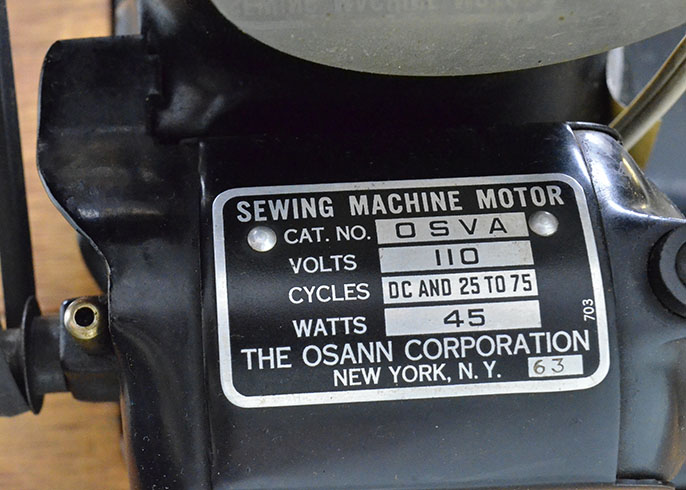 SEWING MACHINE MOTOR
CAT. NO. OSVA
VOLTS 110
CYCLES DC AND 25 TO 75
WATTS 45
703
THE OSANN CORPORATION
NEW YORK, N. Y. 63